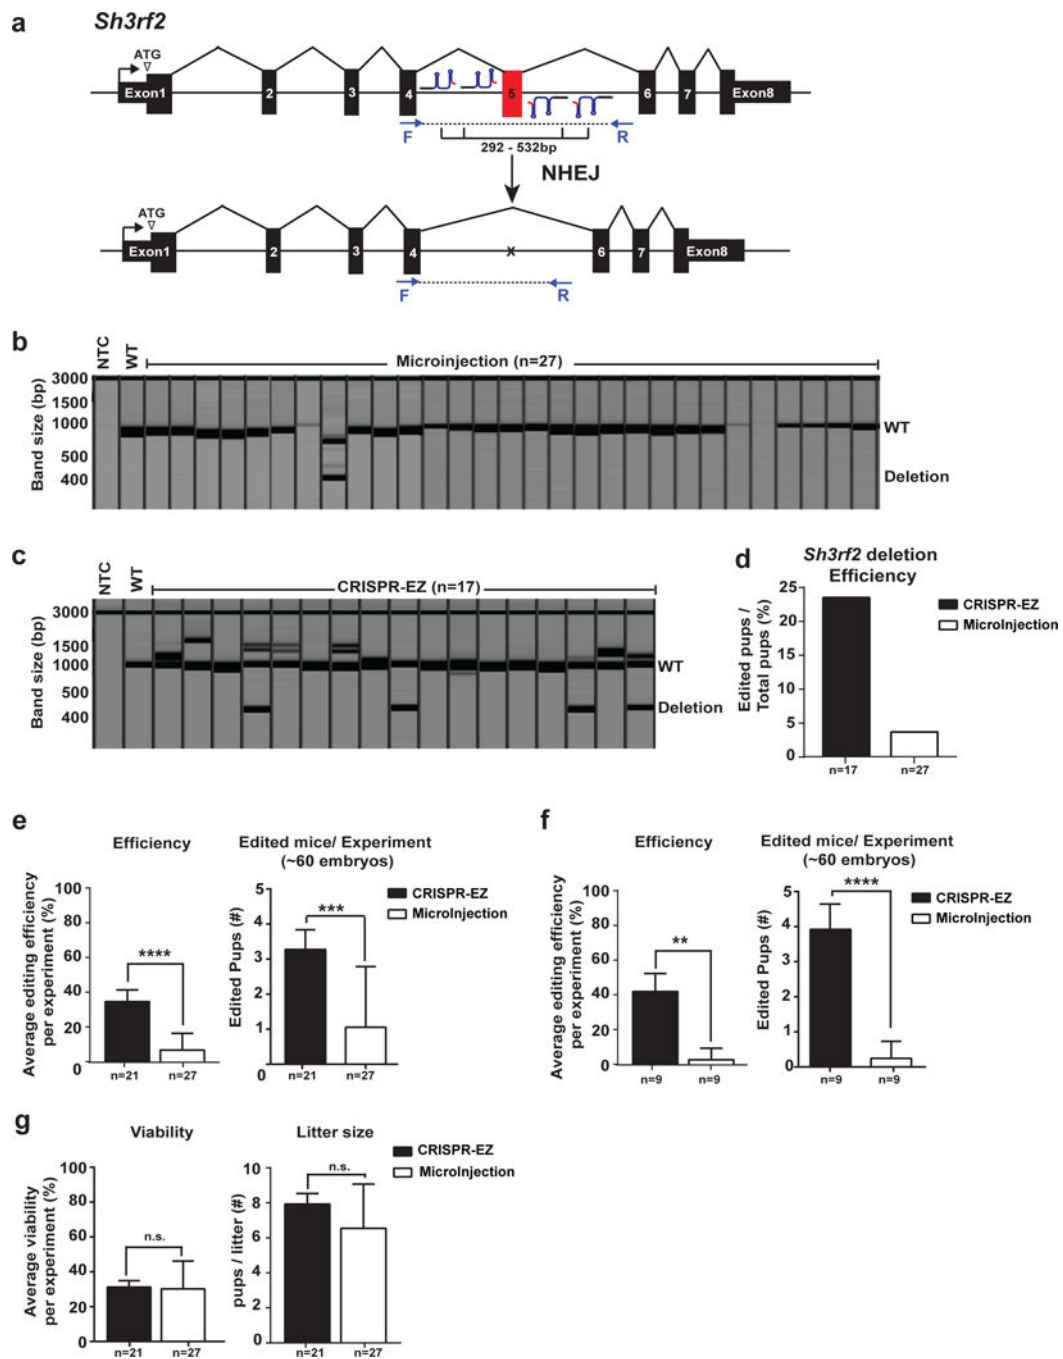 a
Sh3rf2
ATG
Exon1 2 3 4 5 6 7 Exon8
F R
292 - 532bp
NHEJ
ATG
Exon1 2 3 4 X 6 7 Exon8
F R
b
NTC
WT
Microinjection (n=27)
Band size (bp)
3000
1500
1000
500
400
WT
Deletion
c
NTC
WT
CRISPR-EZ (n=17)
Band size (bp)
3000
1500
1000
500
400
WT
Deletion
d
Sh3rf2 deletion
Efficiency
Edited pups /
Total pups (%)
25
20
15
10
5
0
n=17 n=27
CRISPR-EZ
MicroInjection
e
Efficiency
Average editing efficiency
per experiment (%)
100
80
60
40
20
0
****
n=21 n=27
Edited mice/ Experiment
(~60 embryos)
Edited Pups (#)
5
4
3
2
1
0
***
n=21 n=27
CRISPR-EZ
MicroInjection
f
Efficiency
Average editing efficiency
per experiment (%)
100
80
60
40
20
0
**
n=9 n=9
Edited mice/ Experiment
(~60 embryos)
Edited Pups (#)
5
4
3
2
1
0
****
n=9 n=9
CRISPR-EZ
MicroInjection
g
Viability
Average viability
per experiment (%)
100
80
60
40
20
0
n.s.
n=21 n=27
Litter size
pups / litter (#)
10
8
6
4
2
0
n.s.
n=21 n=27
CRISPR-EZ
MicroInjection